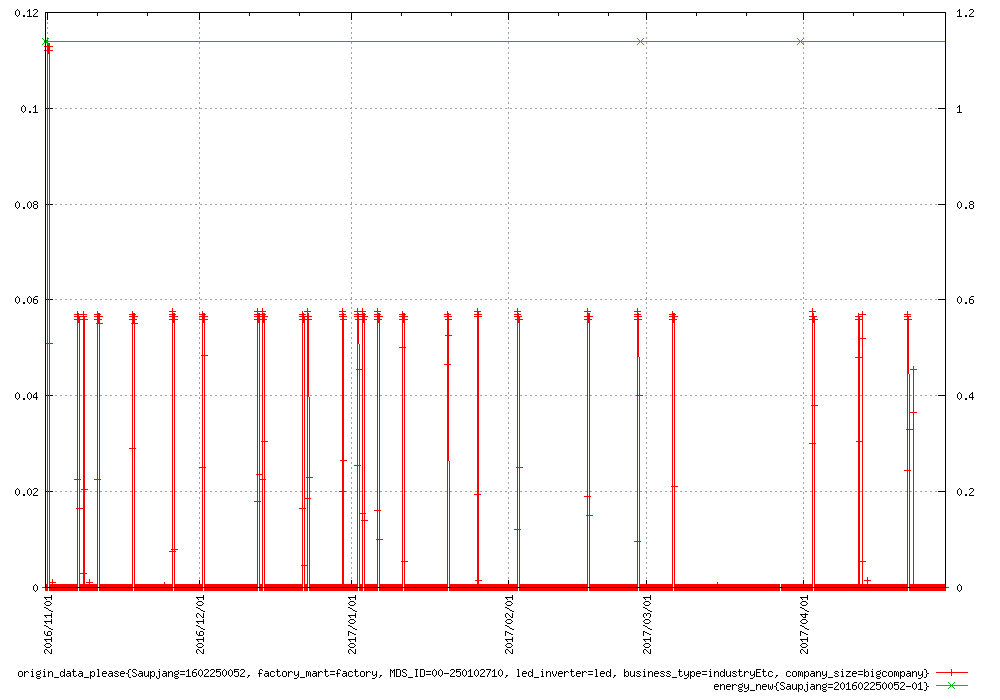 0.12 1.2
0.1 1
0.08 0.8
0.06 0.6
0.04 0.4
0.02 0.2
0 0
2016/11/01 2016/12/01 2017/01/01 2017/02/01 2017/03/01 2017/04/01
origin_data_please{Saupjang=1602250052, factory_mart=factory, MDS_ID=00-250102710, led_inverter=led, business_type=industryEtc, company_size=bigcompany}
energy_new{Saupjang=201602250052-01}